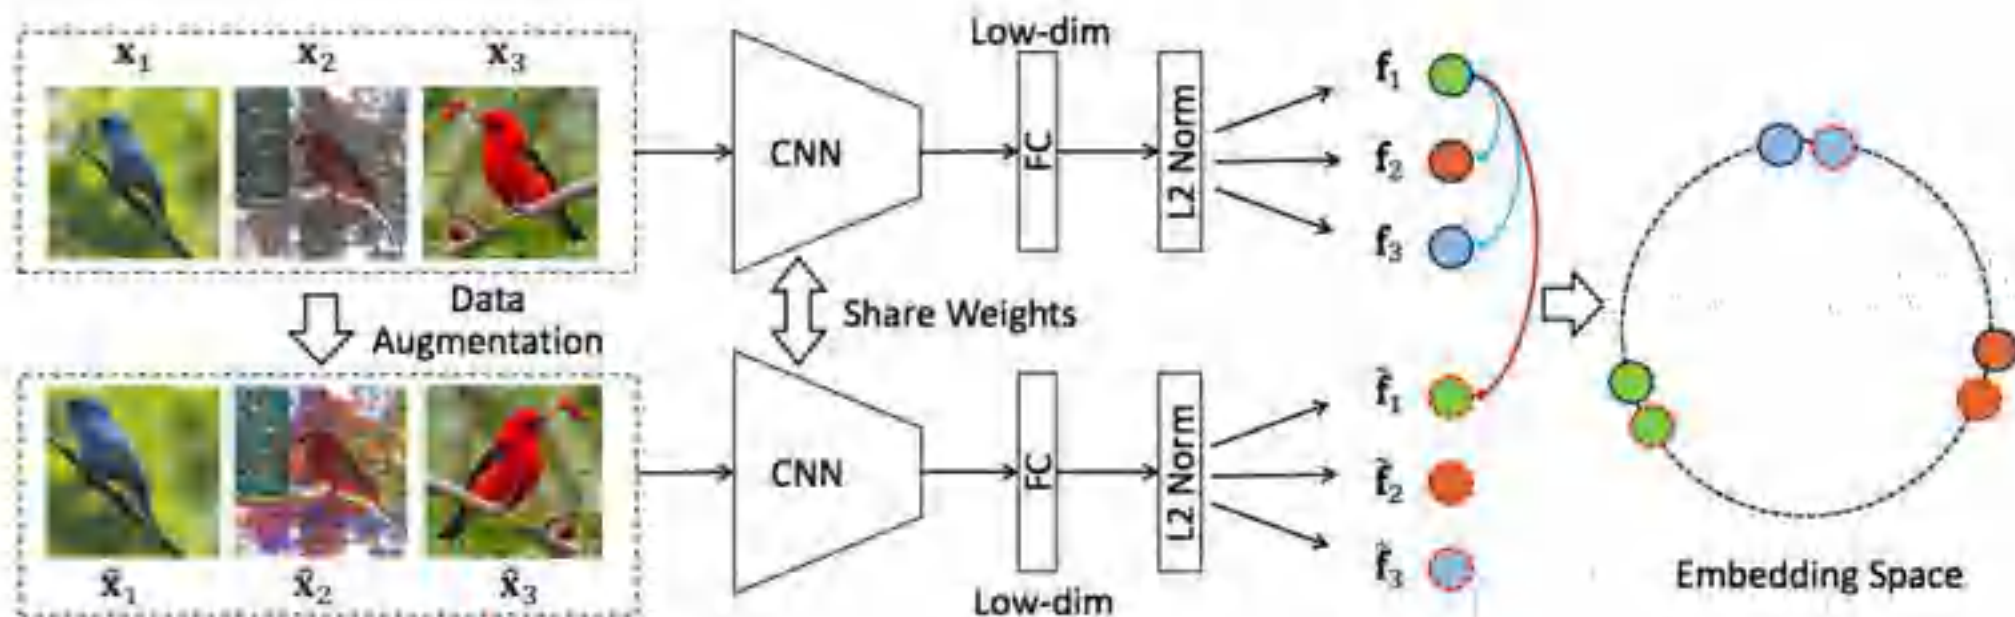 x₁ x₂ x₃
Low-dim
CNN
FC
L2 Norm
f₁
f₂
f₃
Data
Augmentation
Share Weights
CNN
FC
L2 Norm
f̂₁
f̂₂
f̂₃
x̂₁ x̂₂ x̂₃
Low-dim
Embedding Space